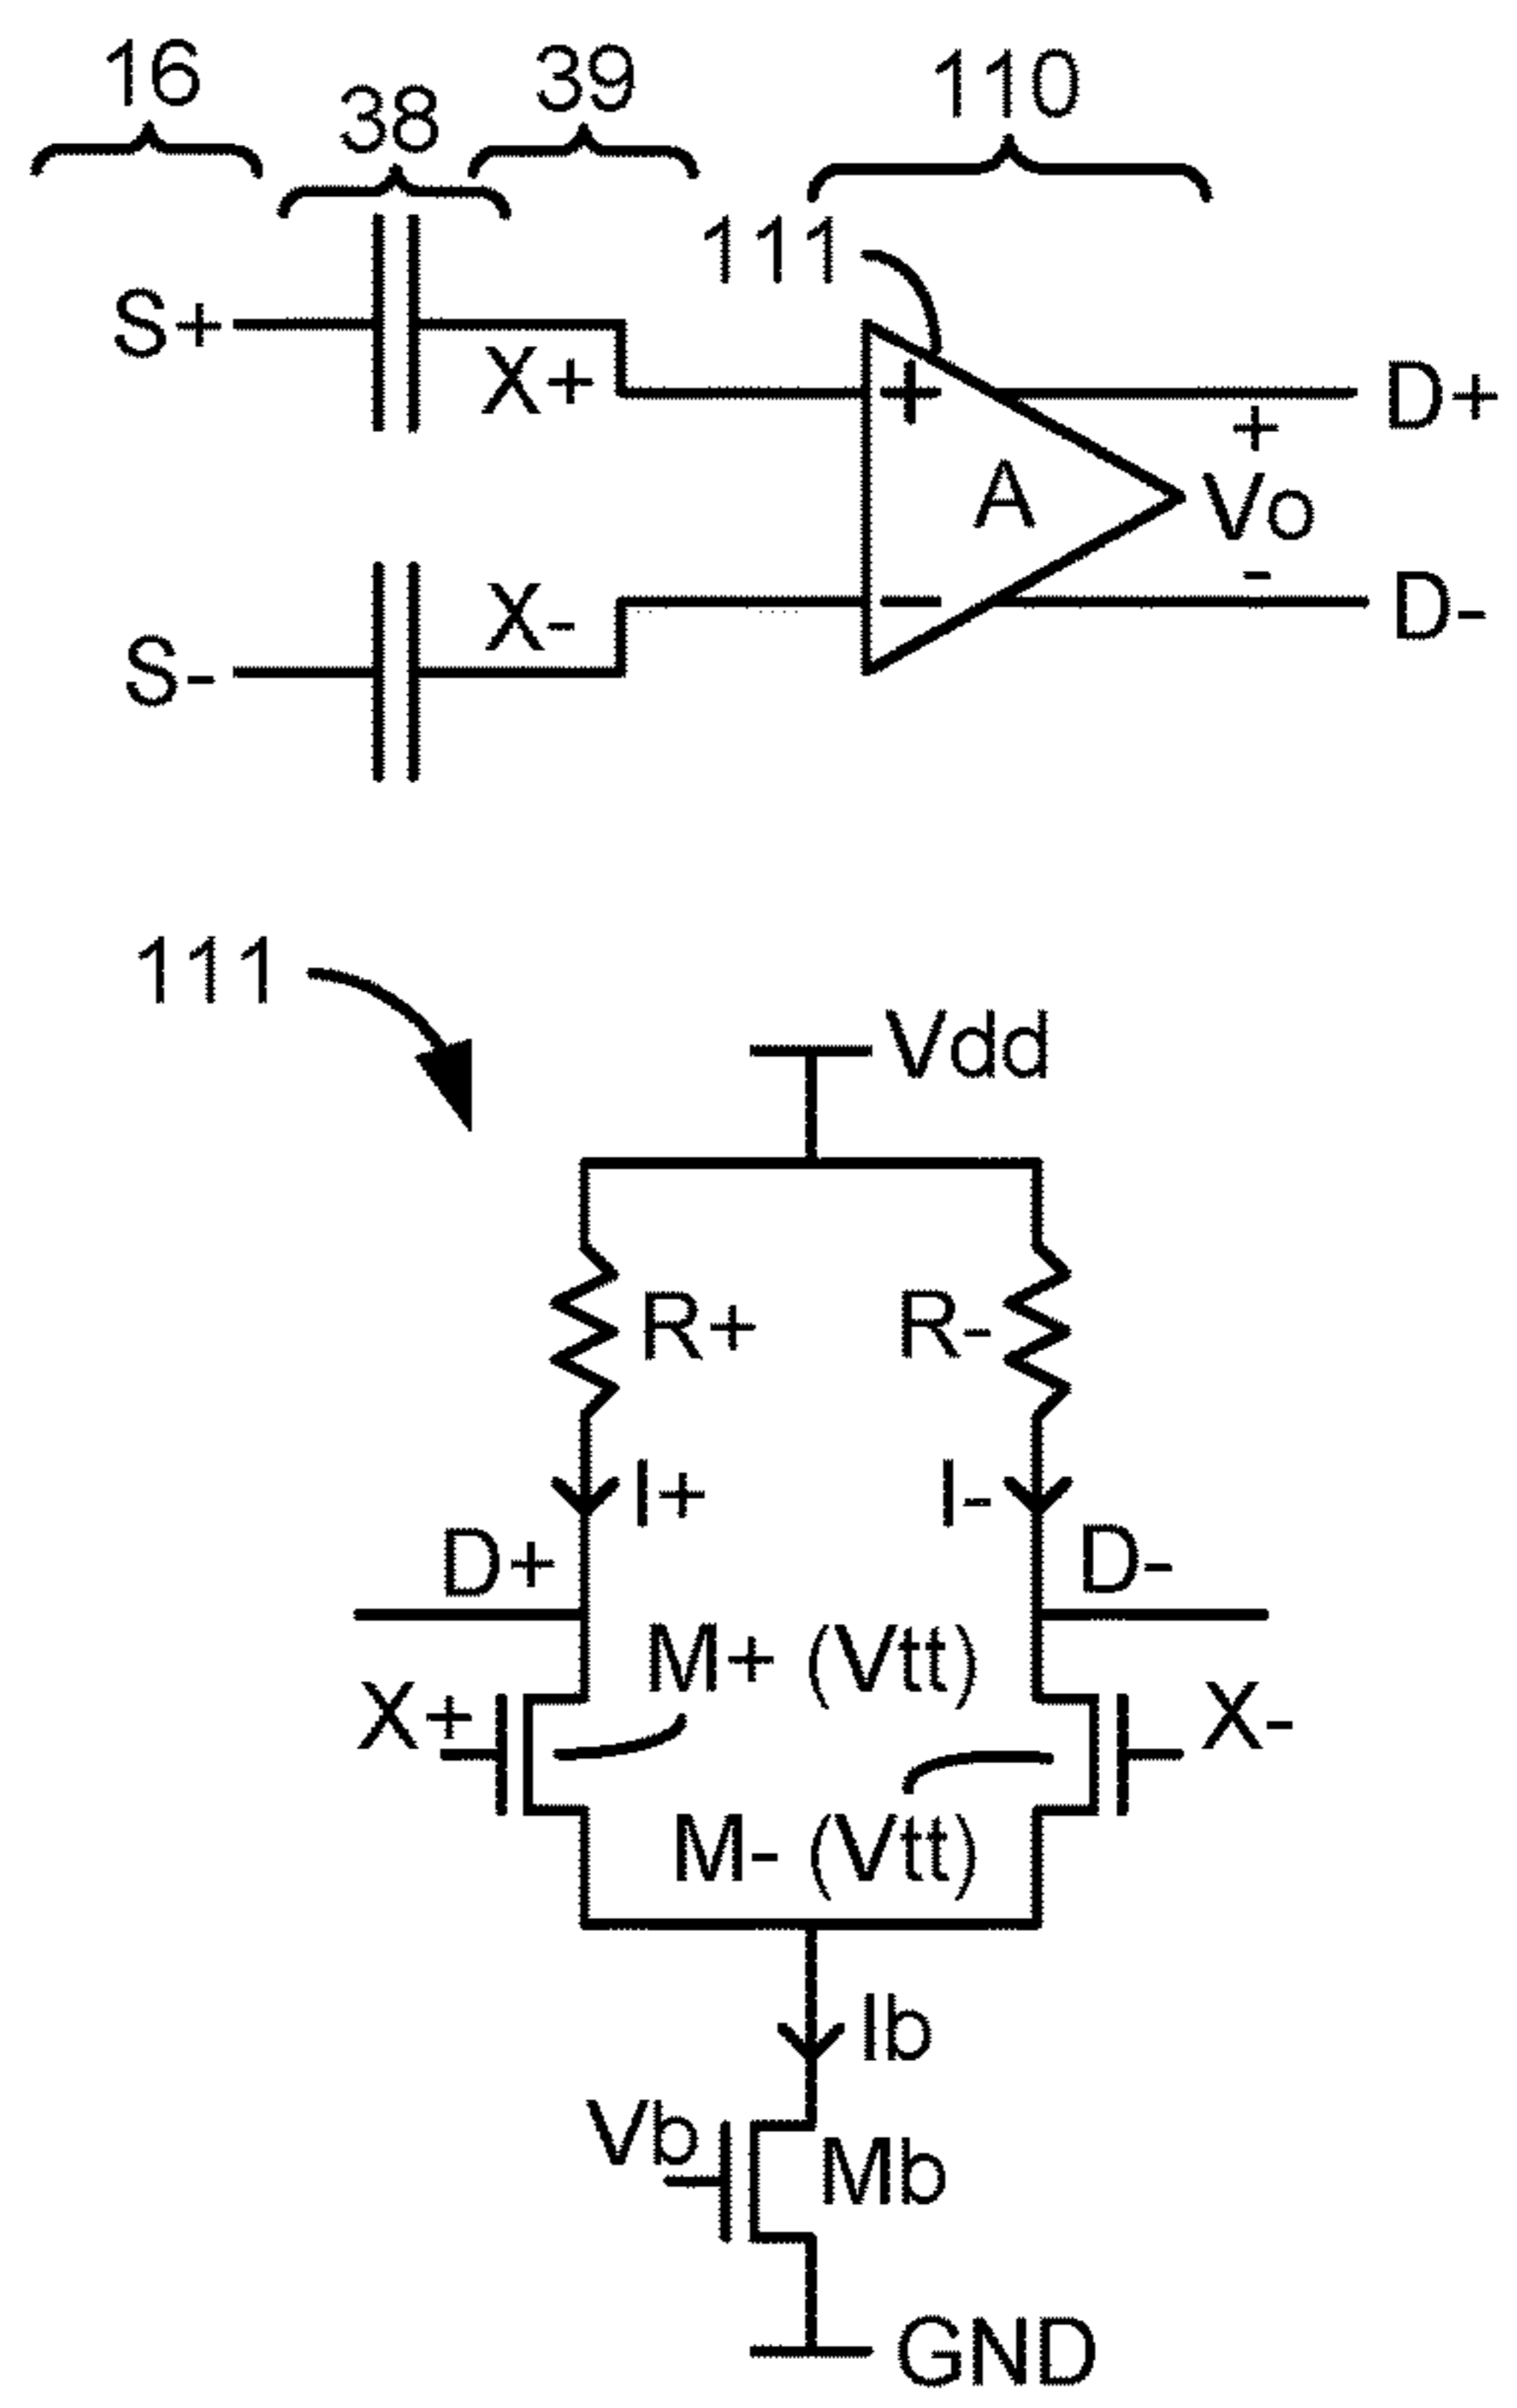 16
38
39
110
111
S+
X+
+
D+
+
A
Vo
-
X-
-
D-
S-
111
Vdd
R+
R-
I+
I-
D+
D-
M+ (Vtt)
X+
X-
M- (Vtt)
Ib
Vb
Mb
GND